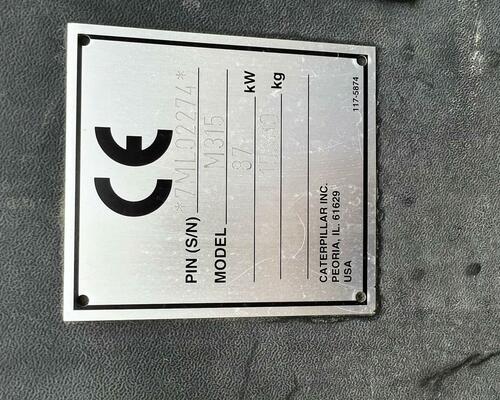 CE
PIN (S/N) *7ML02274*
MODEL M315
87 kW
kg
CATERPILLAR INC.
PEORIA, IL. 61629
USA
117-5874